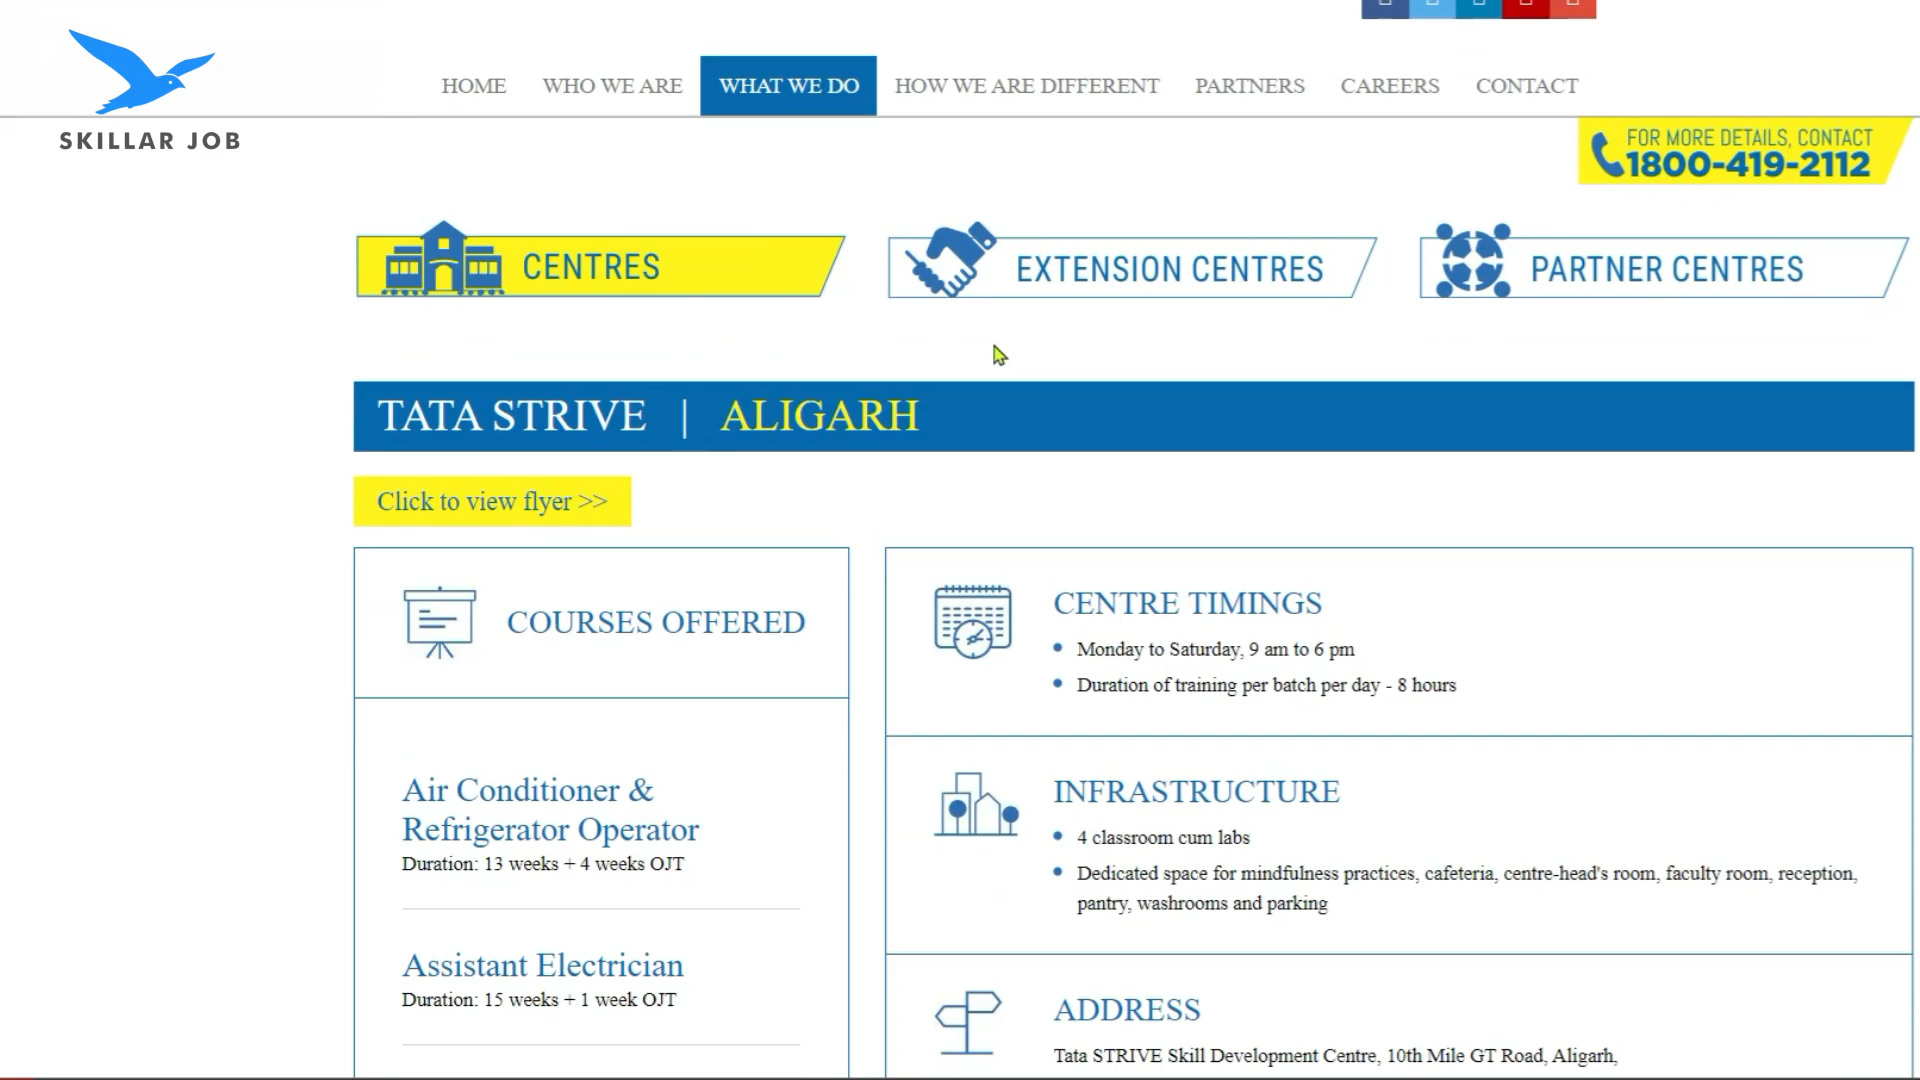 SKILLAR JOB
HOME WHO WE ARE WHAT WE DO HOW WE ARE DIFFERENT PARTNERS CAREERS CONTACT
FOR MORE DETAILS, CONTACT
1800-419-2112
CENTRES
EXTENSION CENTRES
PARTNER CENTRES
TATA STRIVE | ALIGARH
Click to view flyer >>
COURSES OFFERED
Air Conditioner &
Refrigerator Operator
Duration: 13 weeks + 4 weeks OJT
Assistant Electrician
Duration: 15 weeks + 1 week OJT
CENTRE TIMINGS
Monday to Saturday, 9 am to 6 pm
Duration of training per batch per day - 8 hours
INFRASTRUCTURE
4 classroom cum labs
Dedicated space for mindfulness practices, cafeteria, centre-head's room, faculty room, reception,
pantry, washrooms and parking
ADDRESS
Tata STRIVE Skill Development Centre, 10th Mile GT Road, Aligarh,